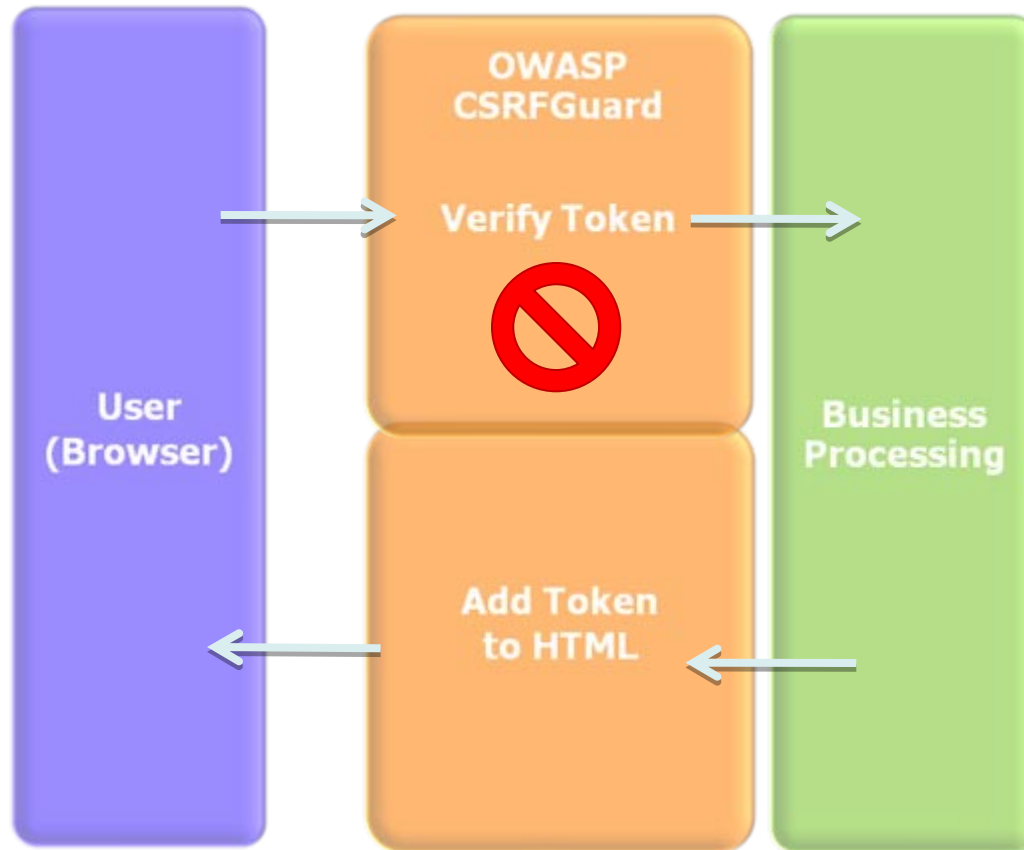 User
(Browser)
OWASP
CSRFGuard
Verify Token
Add Token
to HTML
Business
Processing